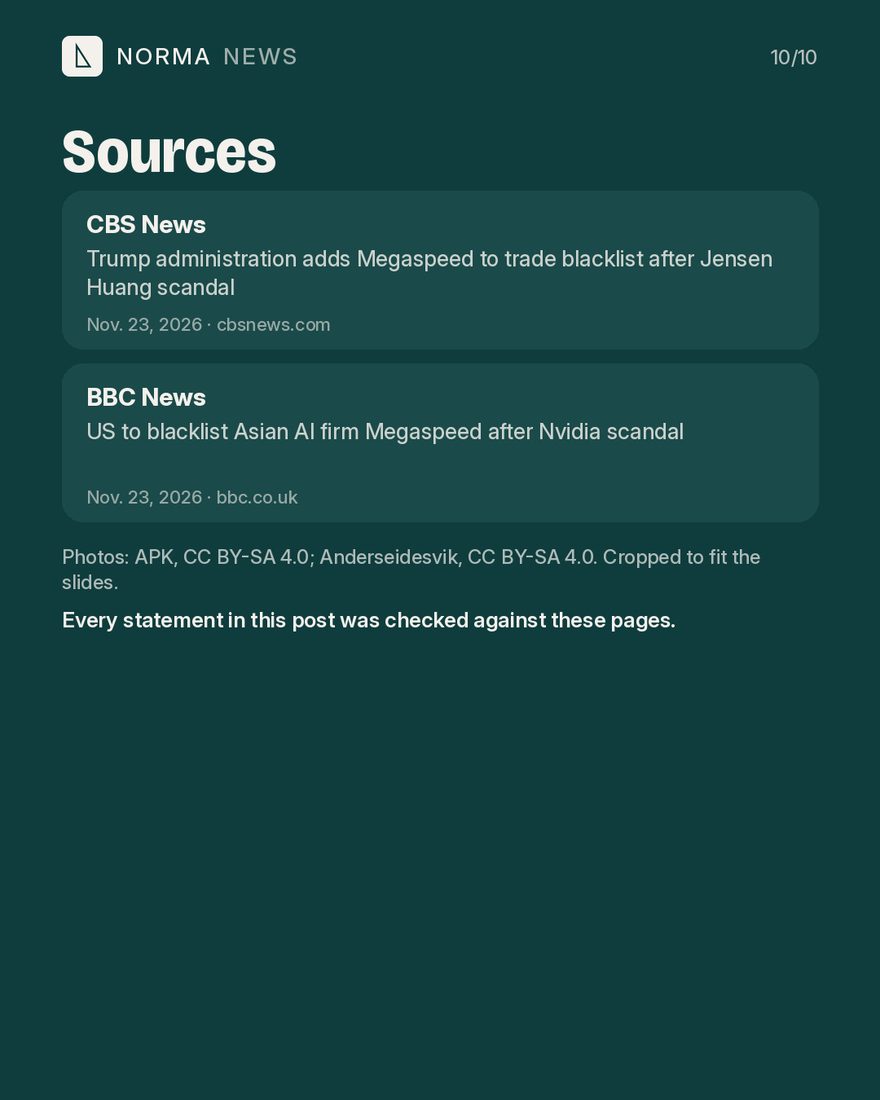 NORMA NEWS
10/10
Sources
CBS News
Trump administration adds Megaspeed to trade blacklist after Jensen
Huang scandal
Nov. 23, 2026 · cbsnews.com
BBC News
US to blacklist Asian AI firm Megaspeed after Nvidia scandal
Nov. 23, 2026 · bbc.co.uk
Photos: APK, CC BY-SA 4.0; Anderseidesvik, CC BY-SA 4.0. Cropped to fit the
slides.
Every statement in this post was checked against these pages.